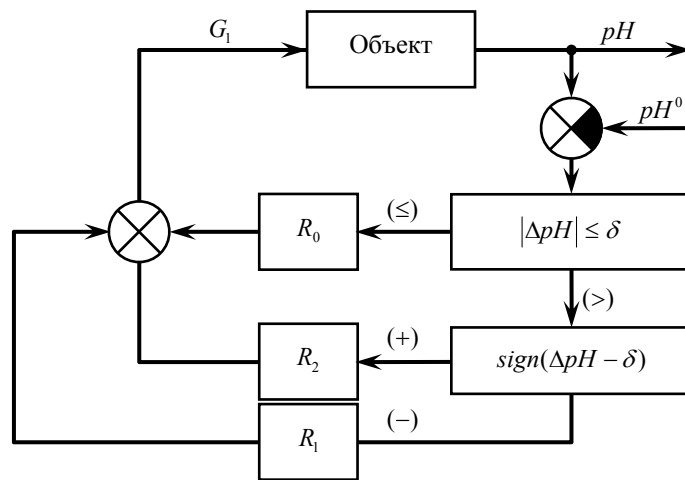 G₁
Объект
pH
pH⁰
R₀
(≤)
|ΔpH| ≤ δ
(>)
R₂
(+)
sign(ΔpH − δ)
R₁
(−)